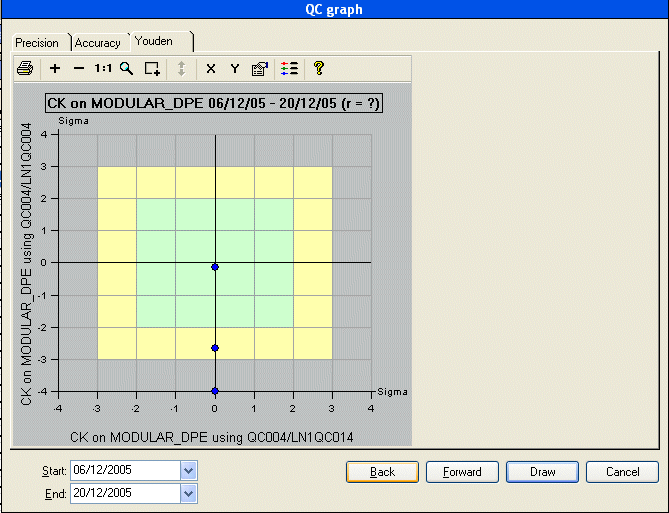 QC graph
Precision Accuracy Youden
1:1 X Y ?
CK on MODULAR_DPE 06/12/05 - 20/12/05 (r = ?)
Sigma
CK on MODULAR_DPE using QC004/LN1QC004
4
3
2
1
0
-1
-2
-3
-4
Sigma
-4 -3 -2 -1 0 1 2 3 4
CK on MODULAR_DPE using QC004/LN1QC014
Start: 06/12/2005
End: 20/12/2005
Back Forward Draw Cancel